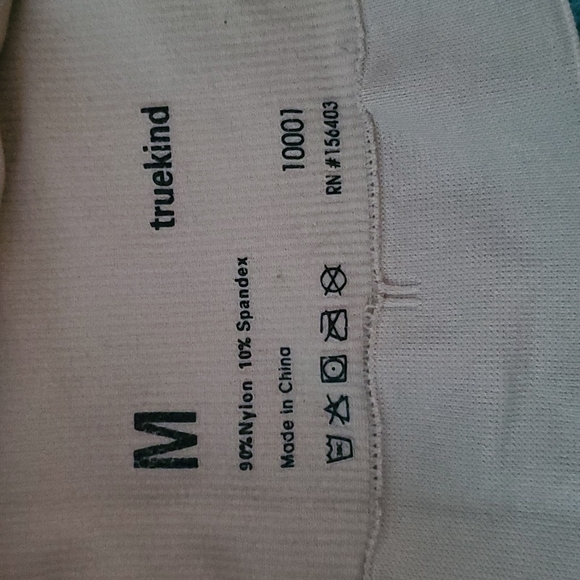 M truekind
90%Nylon 10% Spandex
Made in China 10001
RN #156403